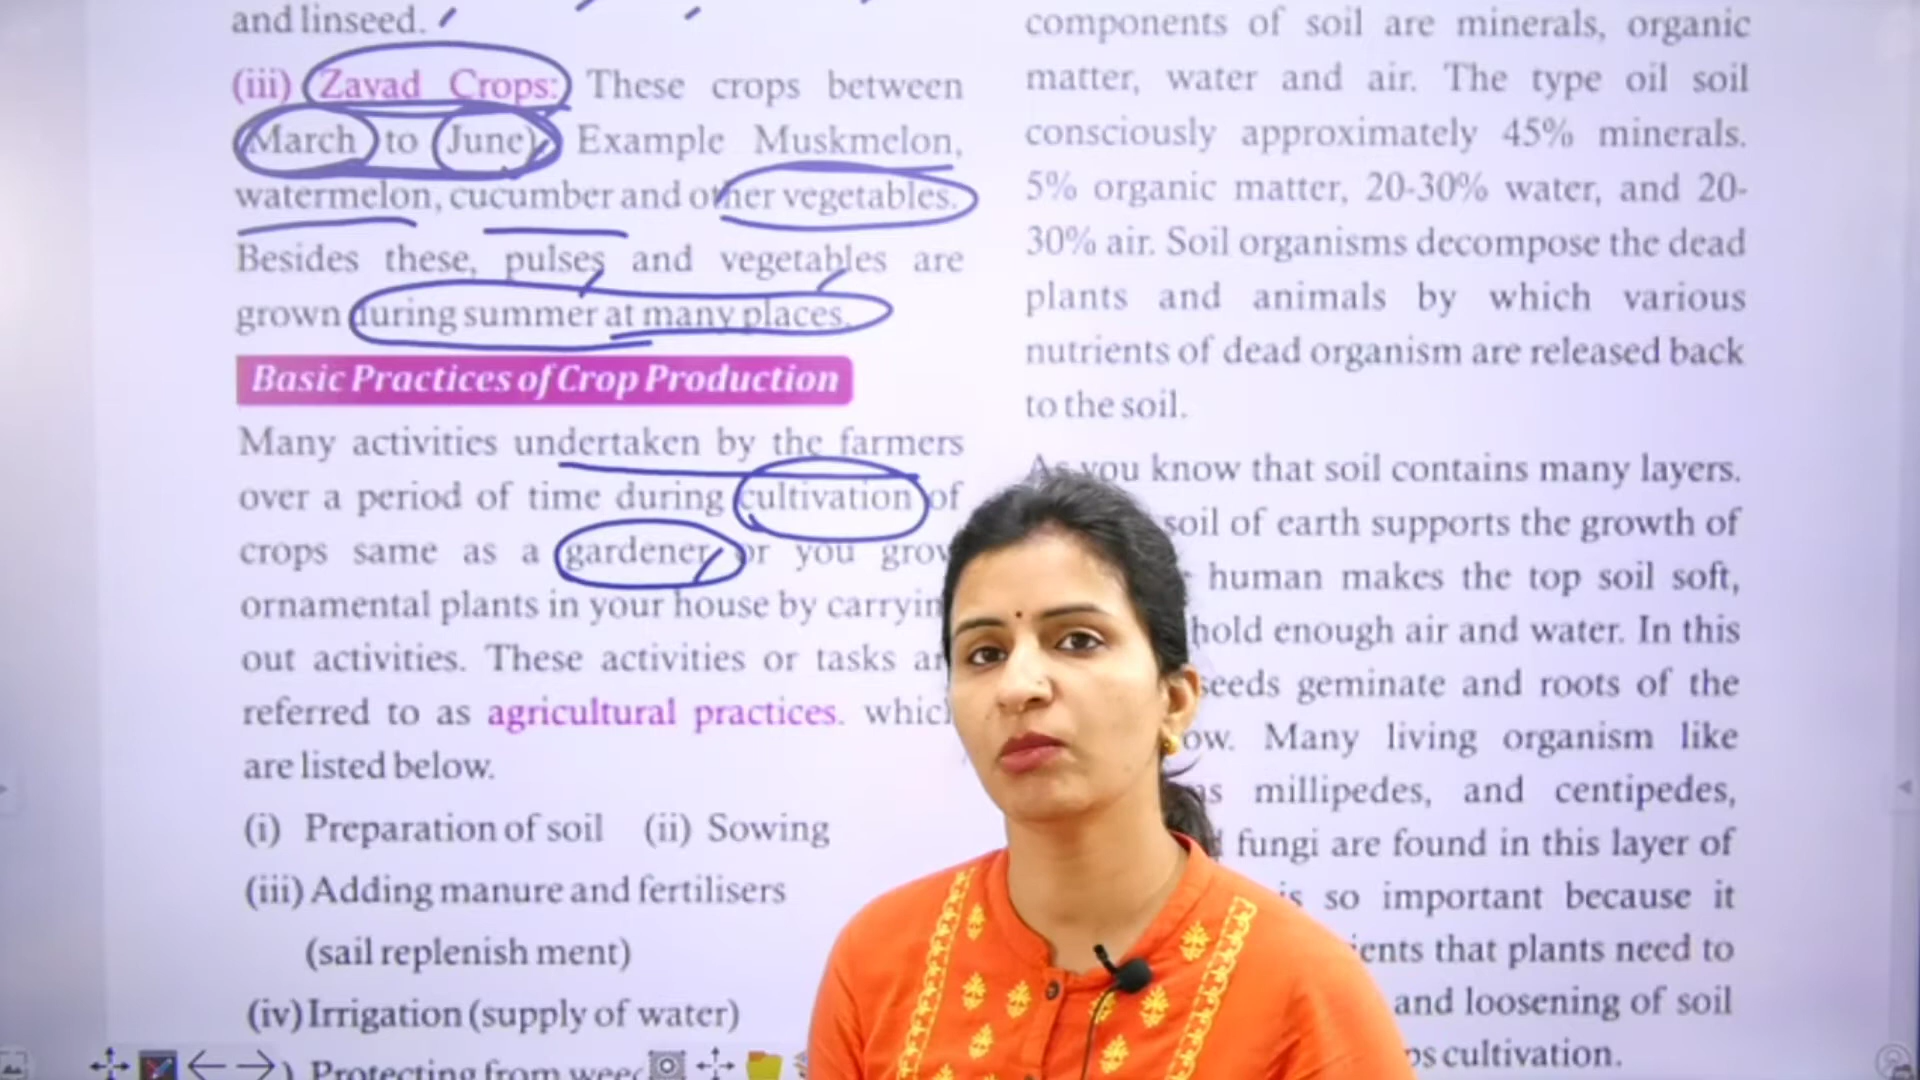 and linseed.
(iii) Zavad Crops: These crops between
March to June). Example Muskmelon,
watermelon, cucumber and other vegetables.
Besides these, pulses and vegetables are
grown during summer at many places.
Basic Practices of Crop Production
Many activities undertaken by the farmers
over a period of time during cultivation of
crops same as a gardener or you
ornamental plants in your house by
out activities. These activities or tasks
referred to as agricultural practices.
are listed below.
(i) Preparation of soil (ii) Sowing
(iii) Adding manure and fertilisers
(sail replenish ment)
(iv) Irrigation (supply of water)
Protecting from
components of soil are minerals, organic
matter, water and air. The type oil soil
consciously approximately 45% minerals.
5% organic matter, 20-30% water, and 20-
30% air. Soil organisms decompose the dead
plants and animals by which various
nutrients of dead organism are released back
to the soil.
As you know that soil contains many layers.
soil of earth supports the growth of
human makes the top soil soft,
hold enough air and water. In this
seeds geminate and roots of the
Many living organism like
millipedes, and centipedes,
fungi are found in this layer of
is so important because it
that plants need to
and loosening of soil
cultivation.